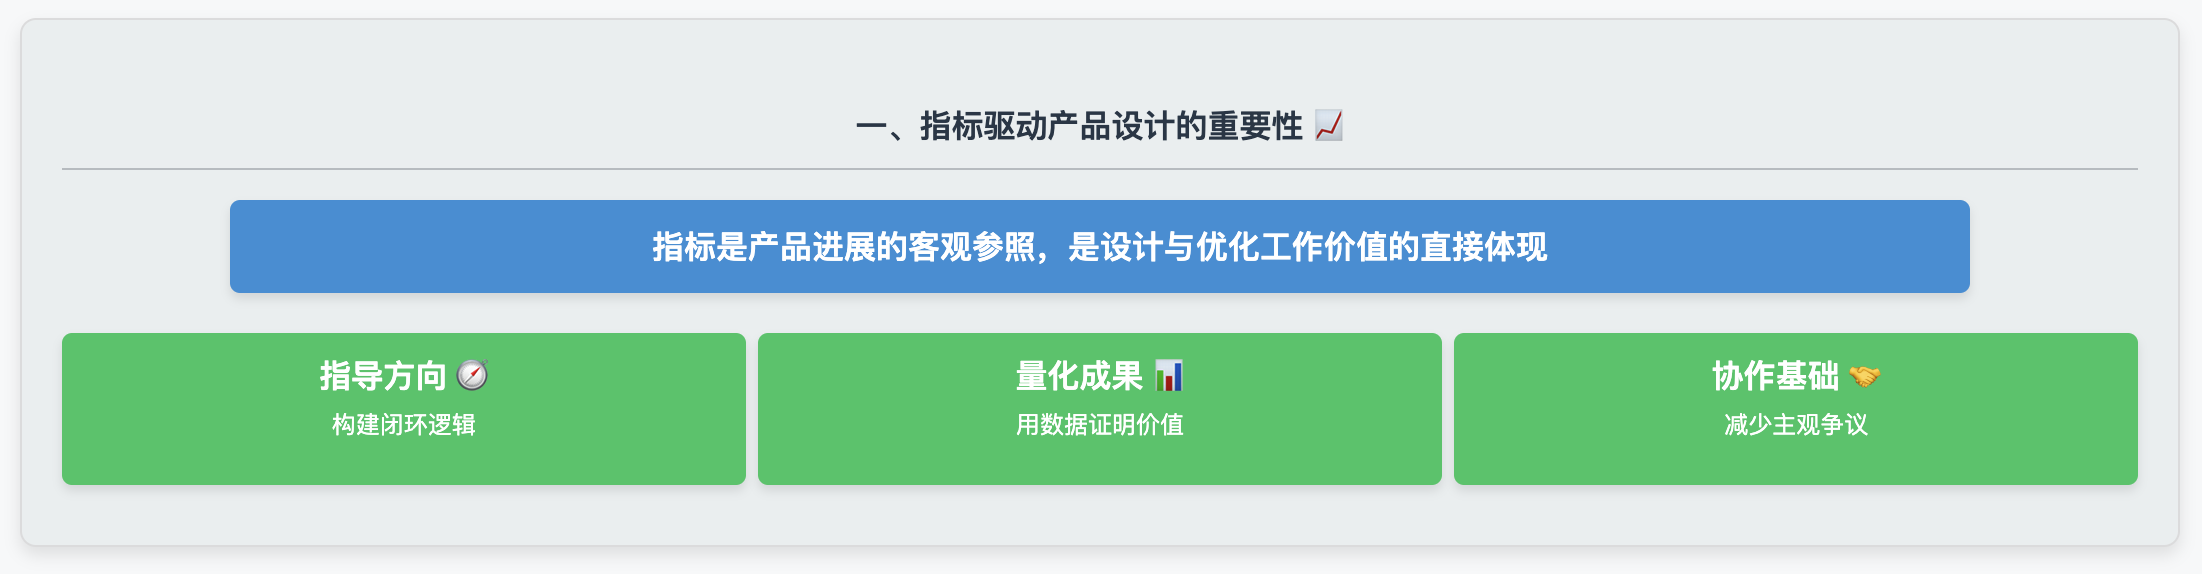 一、指标驱动产品设计的重要性 📈
指标是产品进展的客观参照，是设计与优化工作价值的直接体现
指导方向 🧭
构建闭环逻辑
量化成果 📊
用数据证明价值
协作基础 🤝
减少主观争议